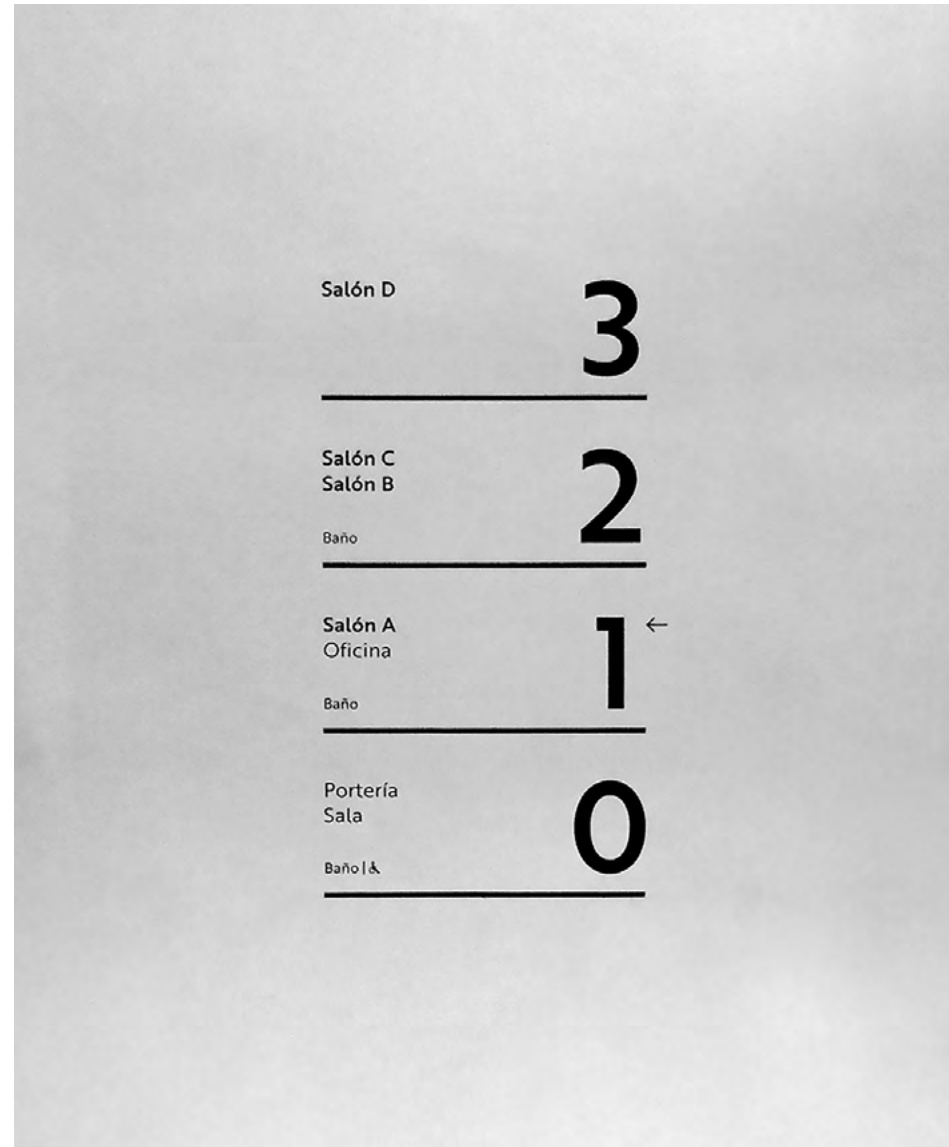 Salón D
3
Salón C
Salón B
Baño
2
Salón A
Oficina
Baño
1 ←
Portería
Sala
Baño |♿
0